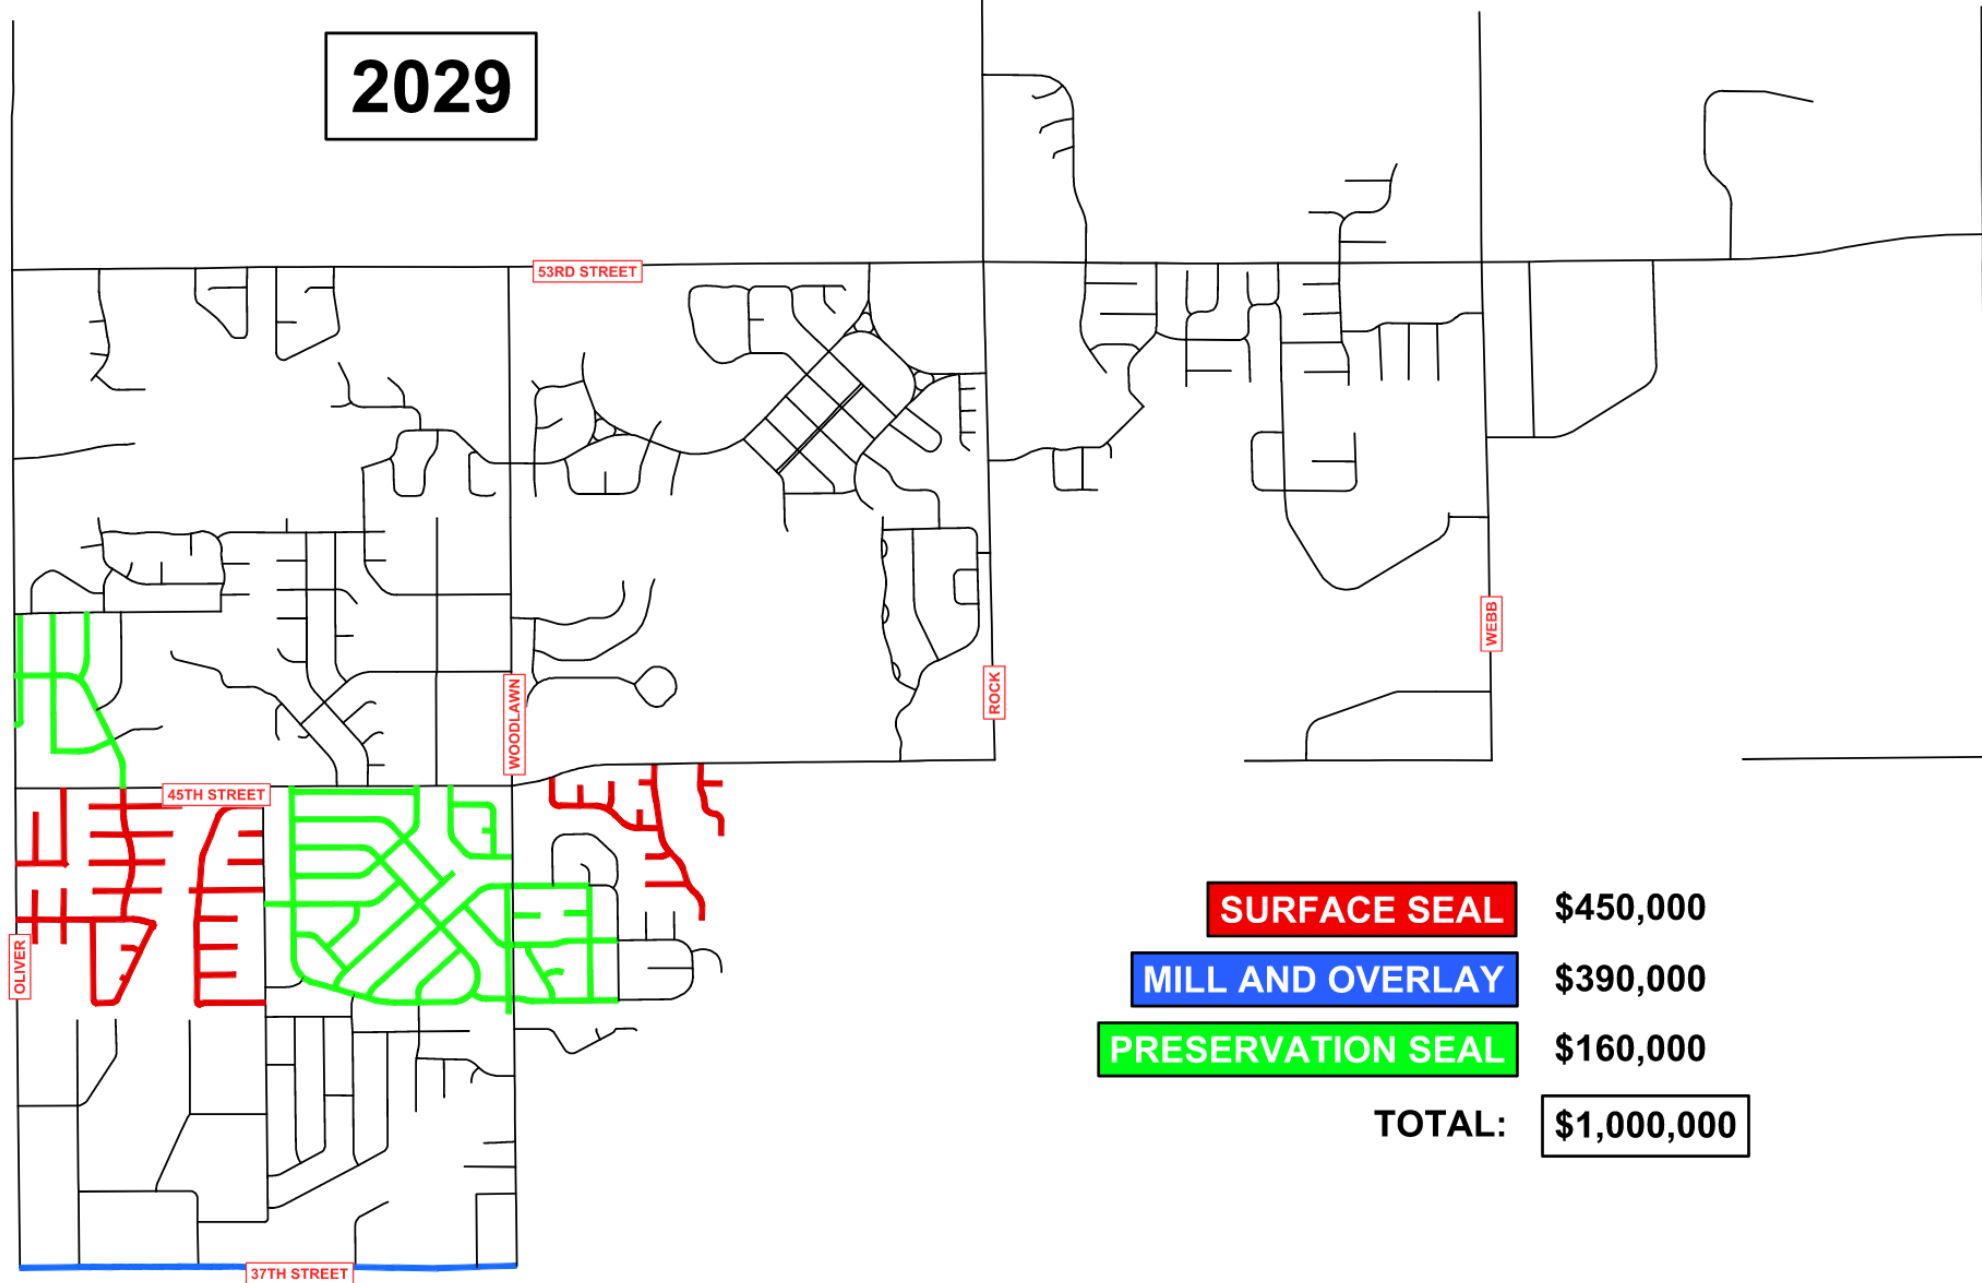 2029
53RD STREET
WEBB
ROCK
WOODLAWN
45TH STREET
OLIVER
SURFACE SEAL $450,000
MILL AND OVERLAY $390,000
PRESERVATION SEAL $160,000
TOTAL: $1,000,000
37TH STREET